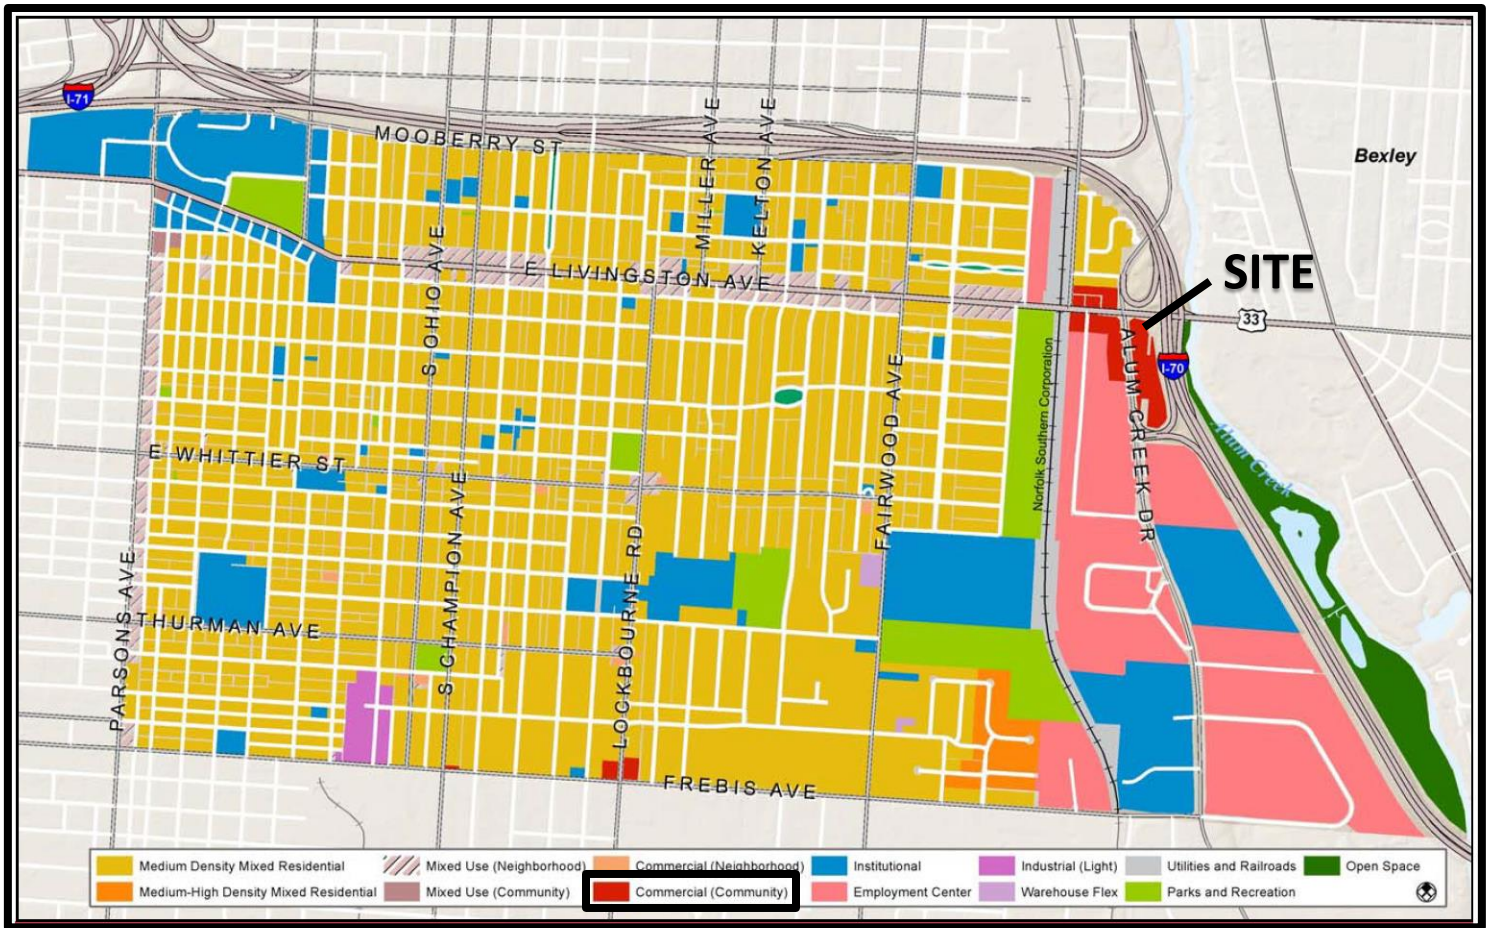 I-71
MOOBERRY ST
MILLER AVE
KELTON AVE
Bexley
S OHIO AVE
E LIVINGSTON AVE
SITE
33
I-70
Norfolk Southern Corporation
ALUM CREEK DR
Alum Creek
FAIRWOOD AVE
E WHITTIER ST
S CHAMPION AVE
LOCKBOURNE RD
PARSONS AVE
THURMAN AVE
FREBIS AVE
Medium Density Mixed Residential
Mixed Use (Neighborhood)
Commercial (Neighborhood)
Institutional
Industrial (Light)
Utilities and Railroads
Open Space
Medium-High Density Mixed Residential
Mixed Use (Community)
Commercial (Community)
Employment Center
Warehouse Flex
Parks and Recreation